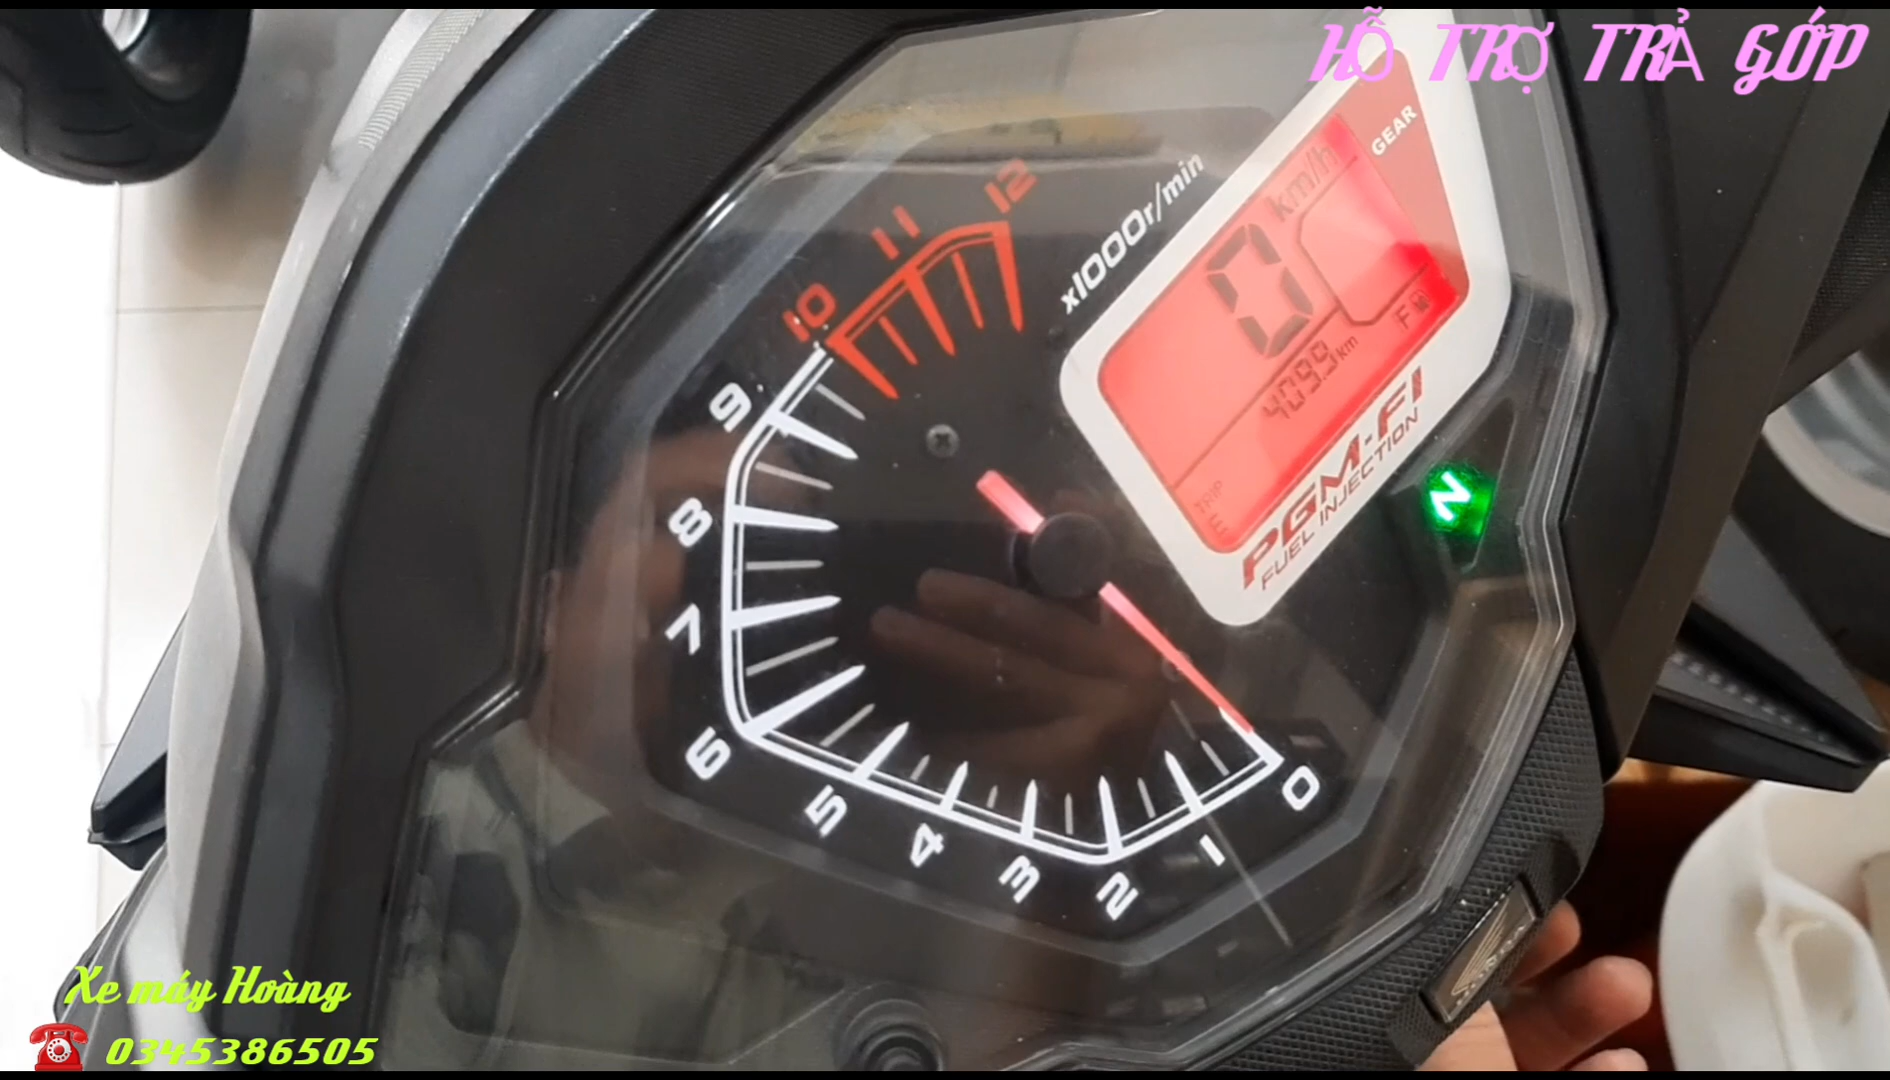 HỖ TRỢ TRẢ GÓP
GEAR
km/h
0
4099 km
F
TRIP
E
PGM-FI
FUEL INJECTION
x1000r/min
12
11
10
9
8
7
6
5
4
3
2
1
0
N
Xe máy Hoàng
0345386505